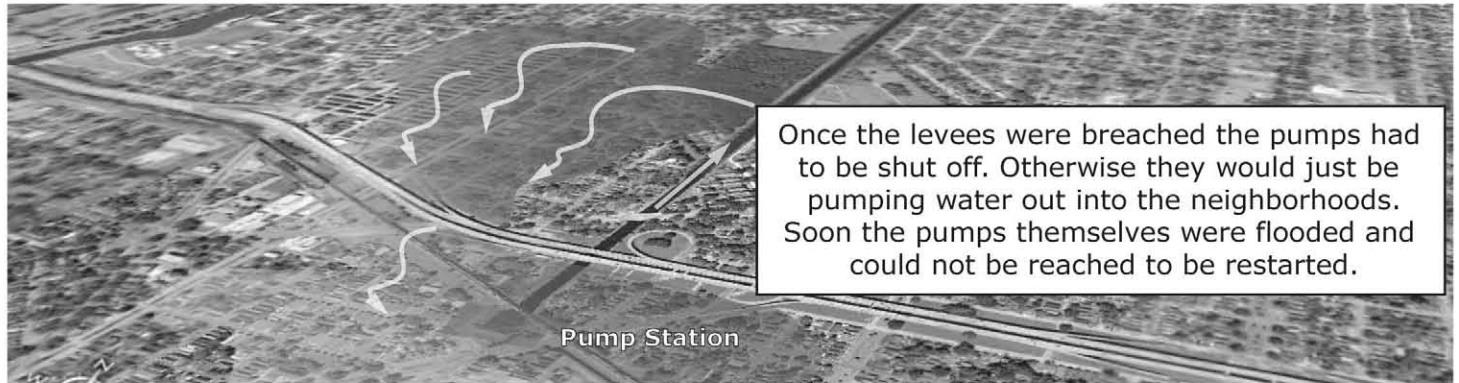 Once the levees were breached the pumps had
to be shut off. Otherwise they would just be
pumping water out into the neighborhoods.
Soon the pumps themselves were flooded and
could not be reached to be restarted.
Pump Station
N